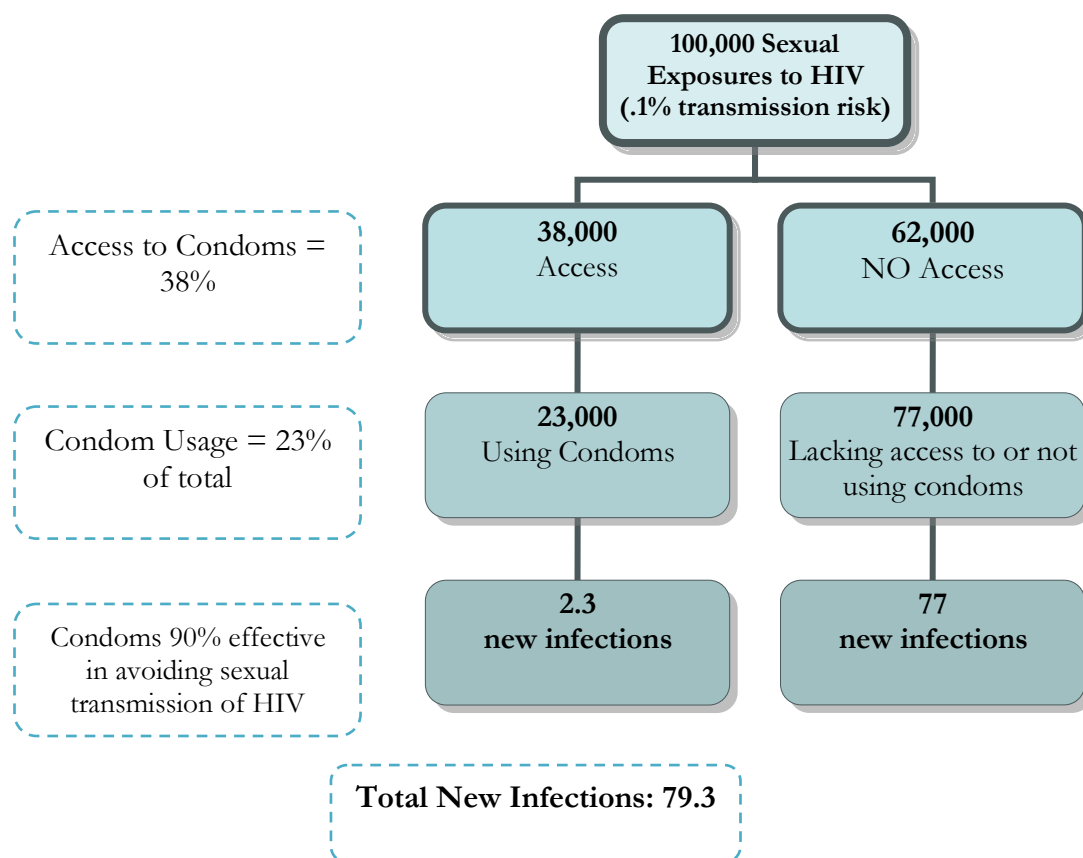 100,000 Sexual
Exposures to HIV
(.1% transmission risk)
Access to Condoms =
38%
38,000
Access
62,000
NO Access
Condom Usage = 23%
of total
23,000
Using Condoms
77,000
Lacking access to or not
using condoms
Condoms 90% effective
in avoiding sexual
transmission of HIV
2.3
new infections
77
new infections
Total New Infections: 79.3